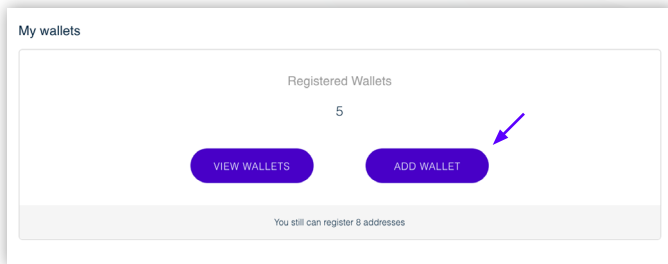 My wallets
Registered Wallets
5
VIEW WALLETS
ADD WALLET
You still can register 8 addresses